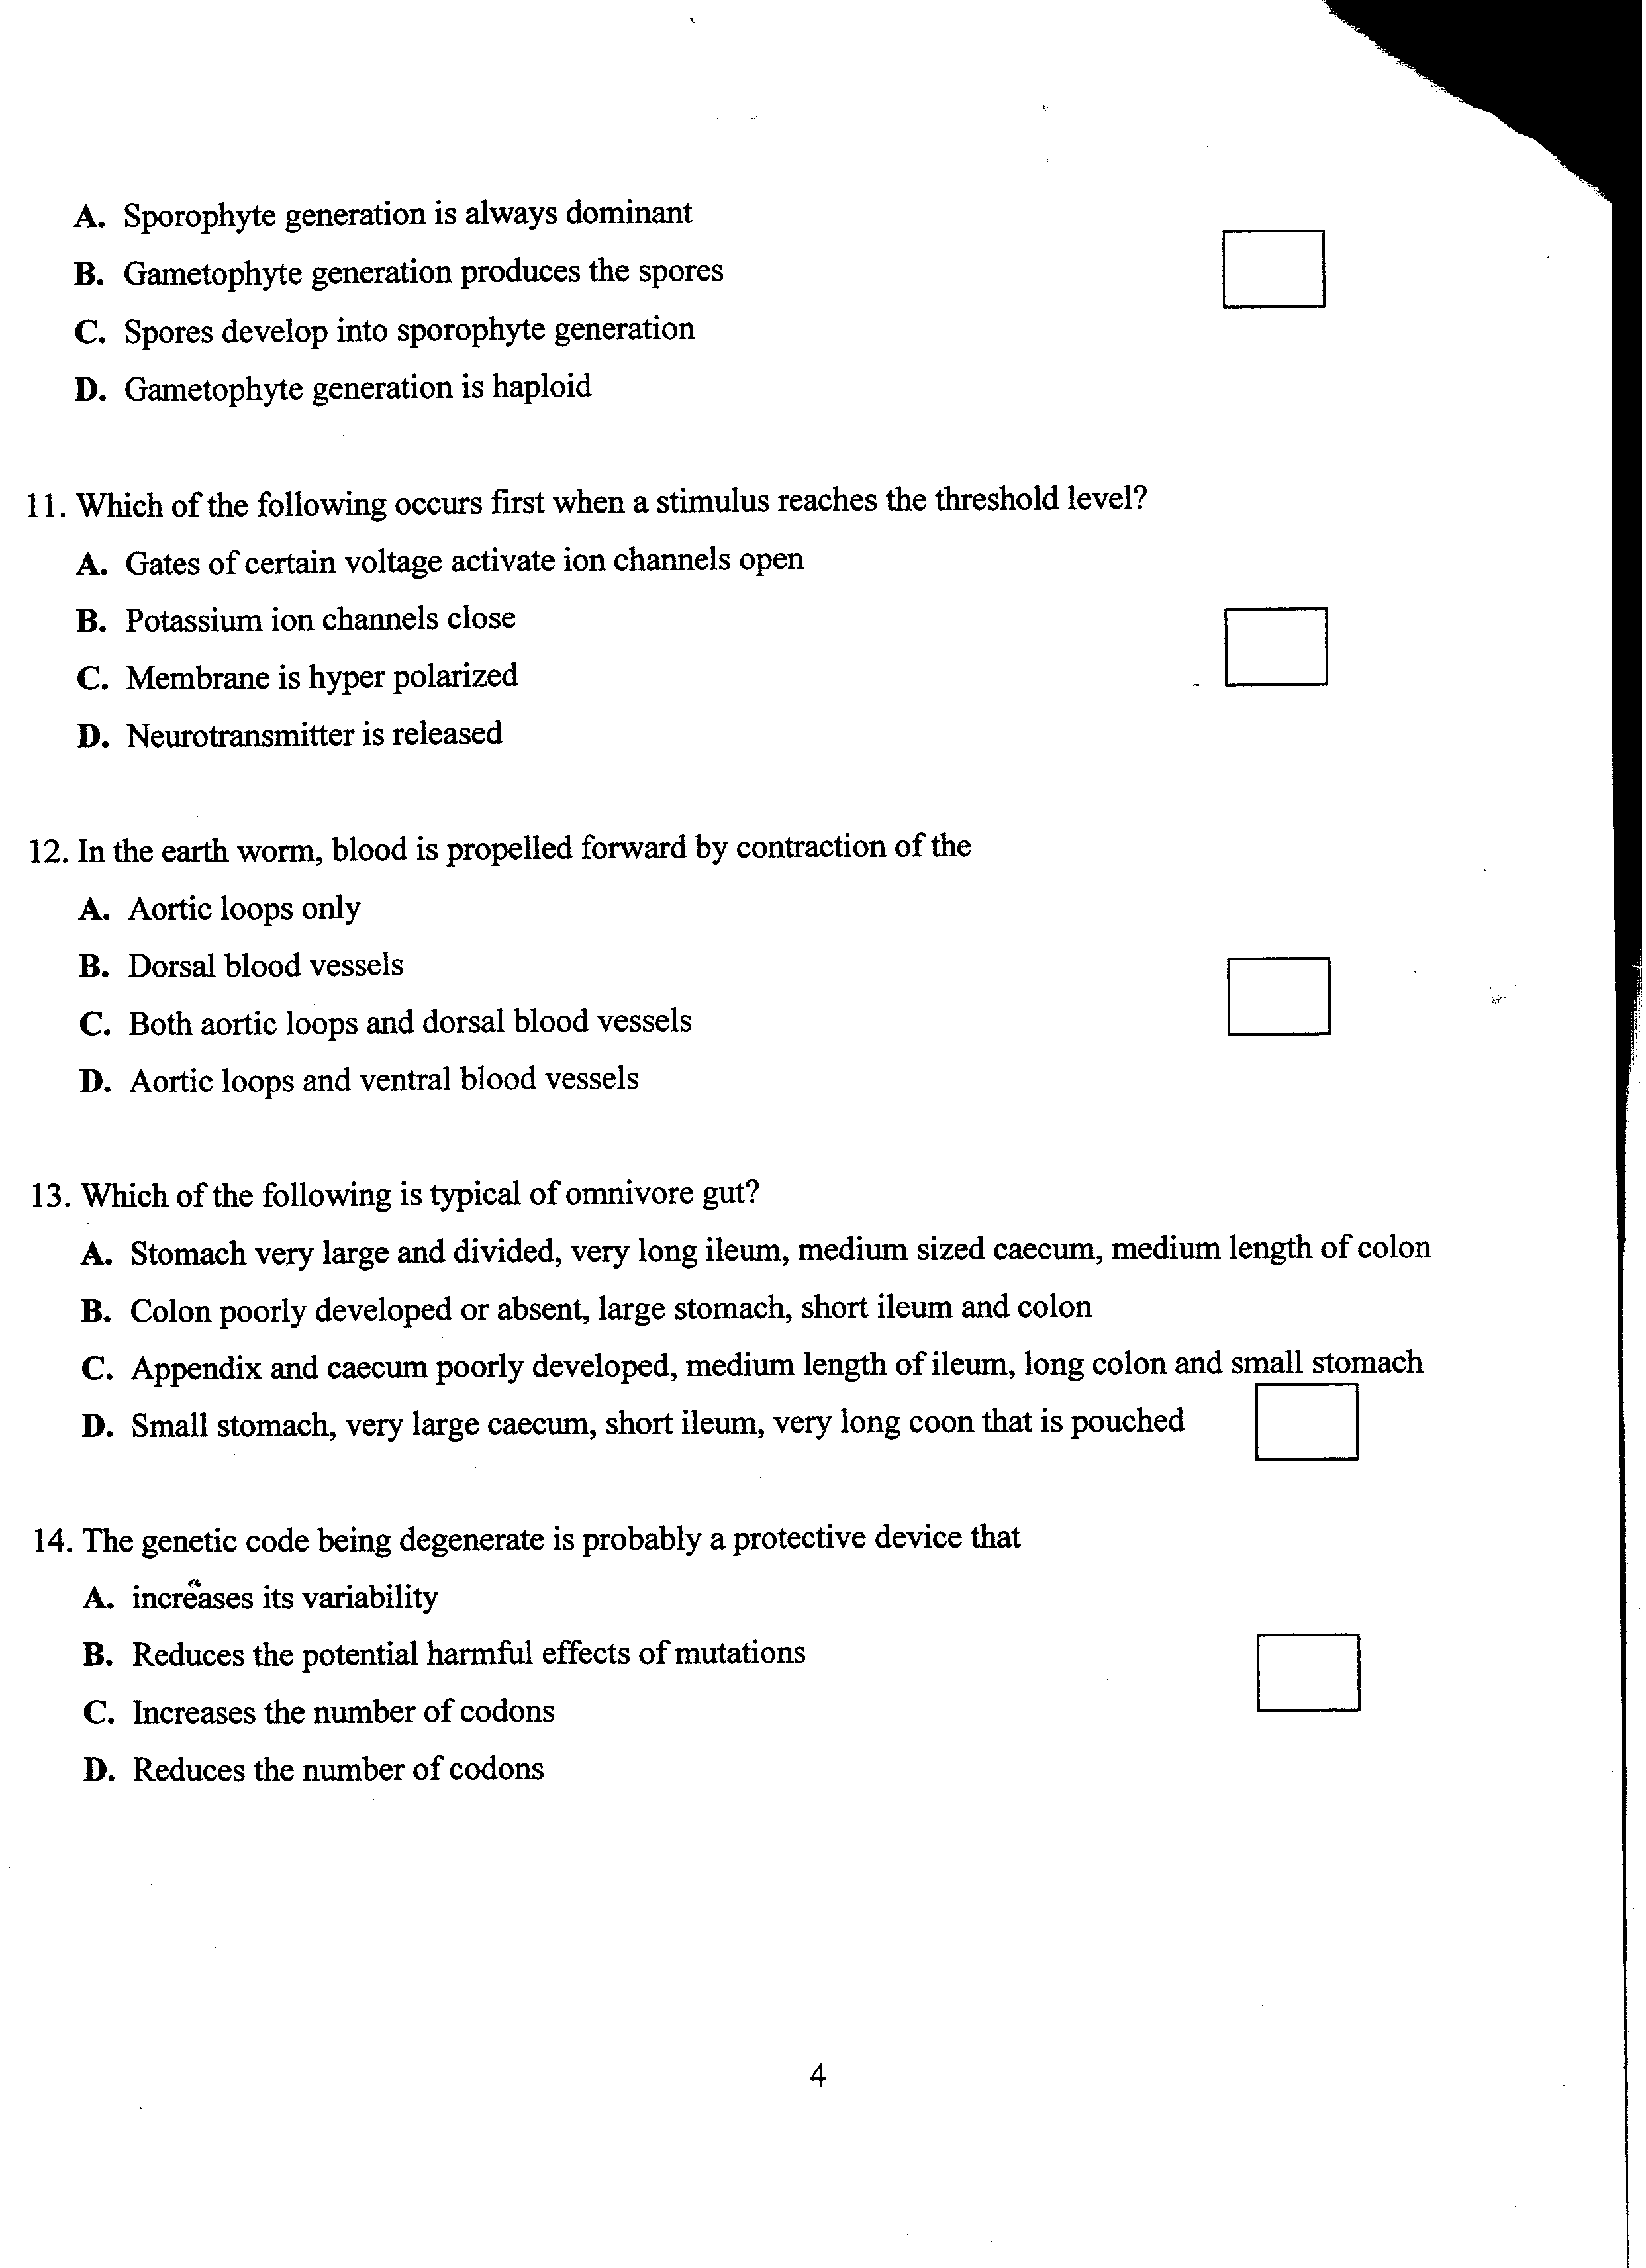 A. Sporophyte generation is always dominant
B. Gametophyte generation produces the spores
C. Spores develop into sporophyte generation
D. Gametophyte generation is haploid
11. Which of the following occurs first when a stimulus reaches the threshold level?
A. Gates of certain voltage activate ion channels open
B. Potassium ion channels close
C. Membrane is hyper polarized
D. Neurotransmitter is released
12. In the earth worm, blood is propelled forward by contraction of the
A. Aortic loops only
B. Dorsal blood vessels
C. Both aortic loops and dorsal blood vessels
D. Aortic loops and ventral blood vessels
13. Which of the following is typical of omnivore gut?
A. Stomach very large and divided, very long ileum, medium sized caecum, medium length of colon
B. Colon poorly developed or absent, large stomach, short ileum and colon
C. Appendix and caecum poorly developed, medium length of ileum, long colon and small stomach
D. Small stomach, very large caecum, short ileum, very long coon that is pouched
14. The genetic code being degenerate is probably a protective device that
A. increases its variability
B. Reduces the potential harmful effects of mutations
C. Increases the number of codons
D. Reduces the number of codons
4